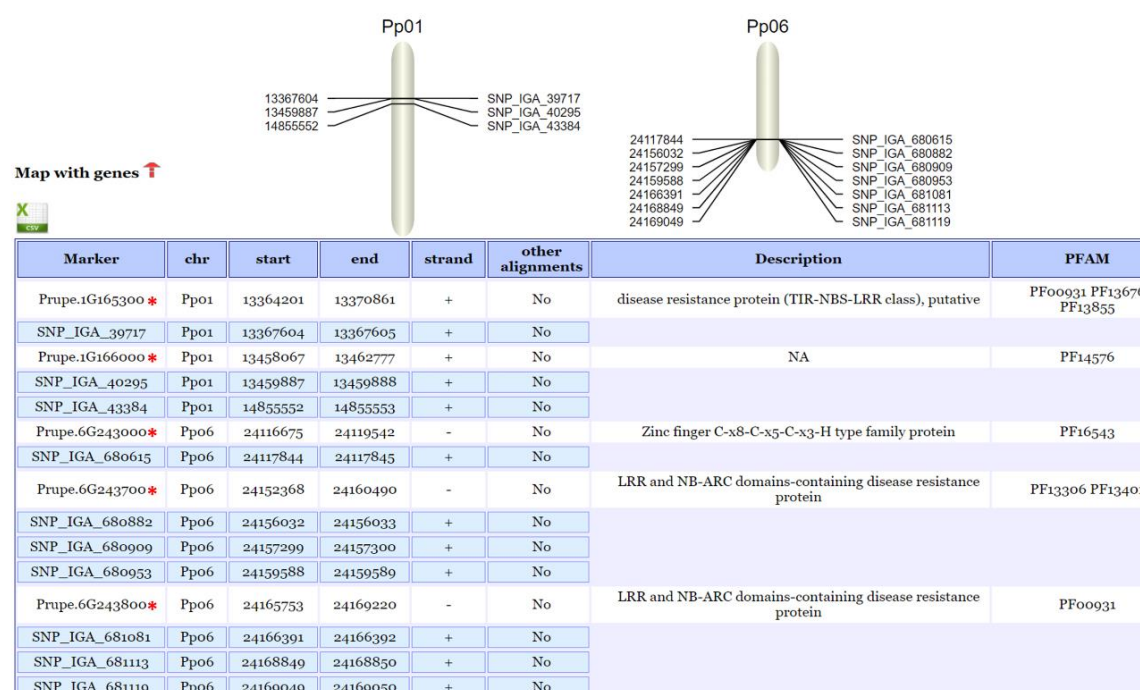 Pp01
Pp06
13367604 SNP_IGA_39717
13459887 SNP_IGA_40295
14855552 SNP_IGA_43384
24117844 SNP_IGA_680615
24156032 SNP_IGA_680882
24157299 SNP_IGA_680909
24159588 SNP_IGA_680953
24166391 SNP_IGA_681081
24168849 SNP_IGA_681113
24169049 SNP_IGA_681119
Map with genes
X
CSV
Marker chr start end strand other alignments Description PFAM
Prupe.1G165300 * Pp01 13364201 13370861 + No disease resistance protein (TIR-NBS-LRR class), putative PF00931 PF13855
SNP_IGA_39717 Pp01 13367604 13367605 + No
Prupe.1G166000 * Pp01 13458067 13462777 + No NA PF14576
SNP_IGA_40295 Pp01 13459887 13459888 + No
SNP_IGA_43384 Pp01 14855552 14855553 + No
Prupe.6G243000* Pp06 24116675 24119542 - No Zinc finger C-x8-C-x5-C-x3-H type family protein PF16543
SNP_IGA_680615 Pp06 24117844 24117845 + No
Prupe.6G243700* Pp06 24152368 24160490 - No LRR and NB-ARC domains-containing disease resistance protein PF13306
SNP_IGA_680882 Pp06 24156032 24156033 + No
SNP_IGA_680909 Pp06 24157299 24157300 + No
SNP_IGA_680953 Pp06 24159588 24159589 + No
Prupe.6G243800* Pp06 24165753 24169220 - No LRR and NB-ARC domains-containing disease resistance protein PF00931
SNP_IGA_681081 Pp06 24166391 24166392 + No
SNP_IGA_681113 Pp06 24168849 24168850 + No
SNP_IGA_681119 Pp06 24169049 24169050 + No